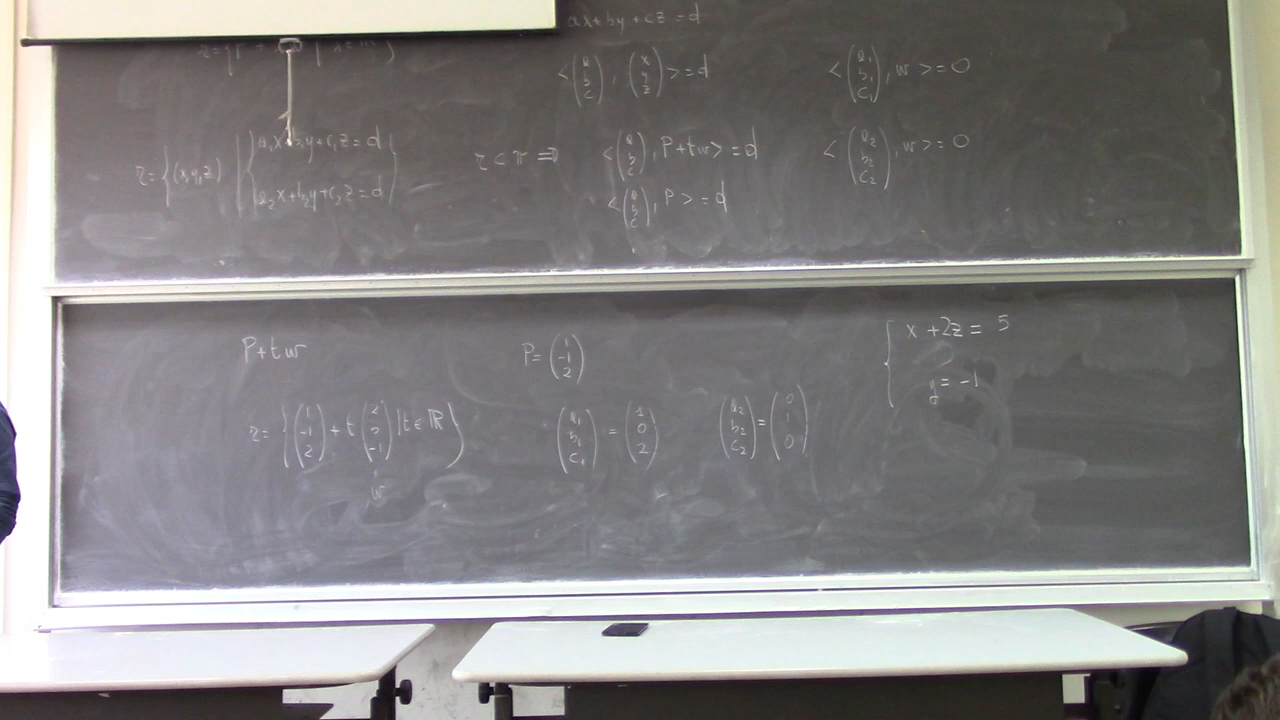 ax+by+cz=d
<(a b c), (x y z)>=d
<(a₁ b₁ c₁), w>=0
r={(x,y,z) | {a₁x+b₁y+c₁z=d
a₂x+b₂y+c₂z=d}
r⊂π ⇒ <(a b c), P+tw>=d
<(a b c), P>=d
<(a₂ b₂ c₂), w>=0
P+tw
P=(1 -1 2)
{x+2z=5
y=-1
r={(1 -1 2)+t(2 0 -1)|t∈ℝ}
w
(a₁ b₁ c₁)=(1 0 2)
(a₂ b₂ c₂)=(0 1 0)